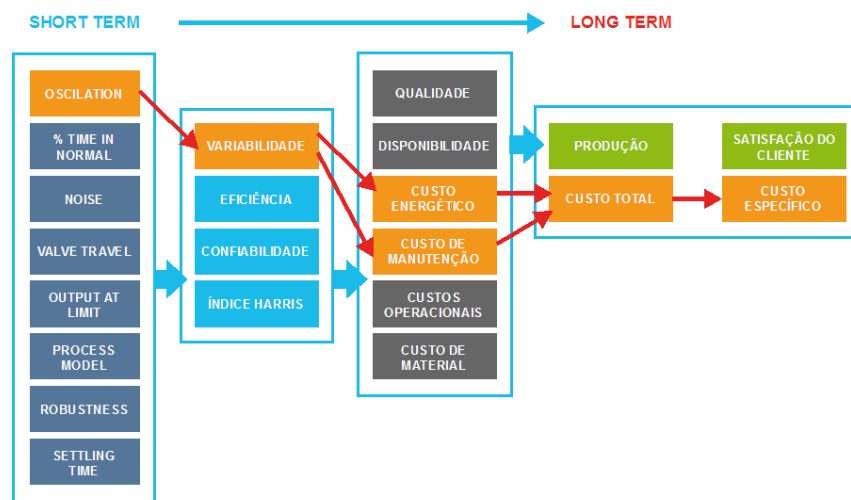 SHORT TERM
LONG TERM
OSCILATION
% TIME IN
NORMAL
NOISE
VALVE TRAVEL
OUTPUT AT
LIMIT
PROCESS
MODEL
ROBUSTNESS
SETTLING
TIME
VARIABILIDADE
EFICIÊNCIA
CONFIABILIDADE
ÍNDICE HARRIS
QUALIDADE
DISPONIBILIDADE
CUSTO
ENERGÉTICO
CUSTO DE
MANUTENÇÃO
CUSTOS
OPERACIONAIS
CUSTO DE
MATERIAL
PRODUÇÃO
CUSTO TOTAL
SATISFAÇÃO DO
CLIENTE
CUSTO
ESPECÍFICO